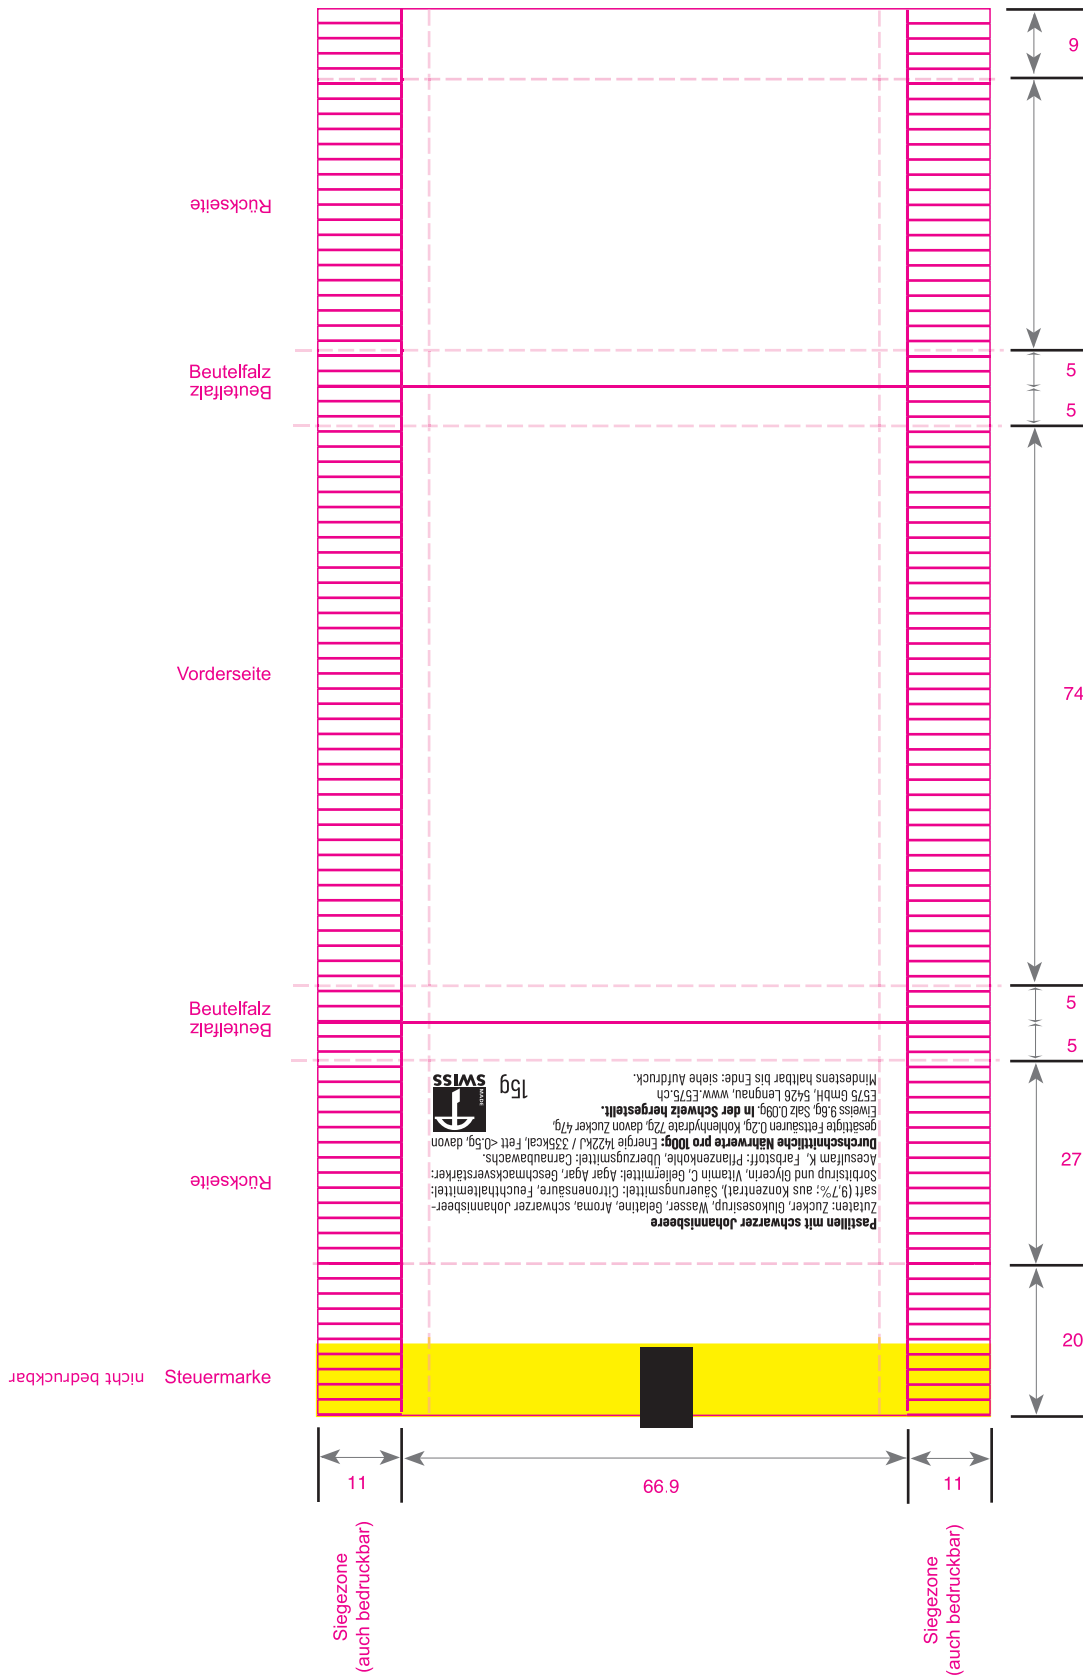 9
Rückseite
Beutelfalz
Beutelfalz
5
5
Vorderseite
74
Beutelfalz
Beutelfalz
5
5
Rückseite
27
Pastillen mit schwarzer Johannisbeere
Zutaten: Zucker, Glukosesirup, Wasser, Gelatine, Aroma, schwarzer Johannisbeer-
saft (9,7%; aus Konzentrat), Säuerungsmittel: Citronensäure, Feuchthaltemittel:
Sorbitsirup und Glycerin, Vitamin C, Geliermittel: Agar Agar, Geschmacksverstärker:
Acesulfam K, Farbstoff: Pflanzenkohle, Überzugsmittel: Carnaubawachs.
Durchschnittliche Nährwerte pro 100g: Energie 1422kJ / 335kcal, Fett <0.5g, davon
gesättigte Fettsäuren 0.2g, Kohlenhydrate 72g, davon Zucker 47g,
Eiweiss 9.6g, Salz 0.09g. In der Schweiz hergestellt.
E575 GmbH, 5426 Lengnau, www.E575.ch
Mindestens haltbar bis Ende: siehe Aufdruck.
15g
MADE
SWISS
20
nicht bedruckbar
Steuermarke
11
66.9
11
Siegezone
(auch bedruckbar)
Siegezone
(auch bedruckbar)